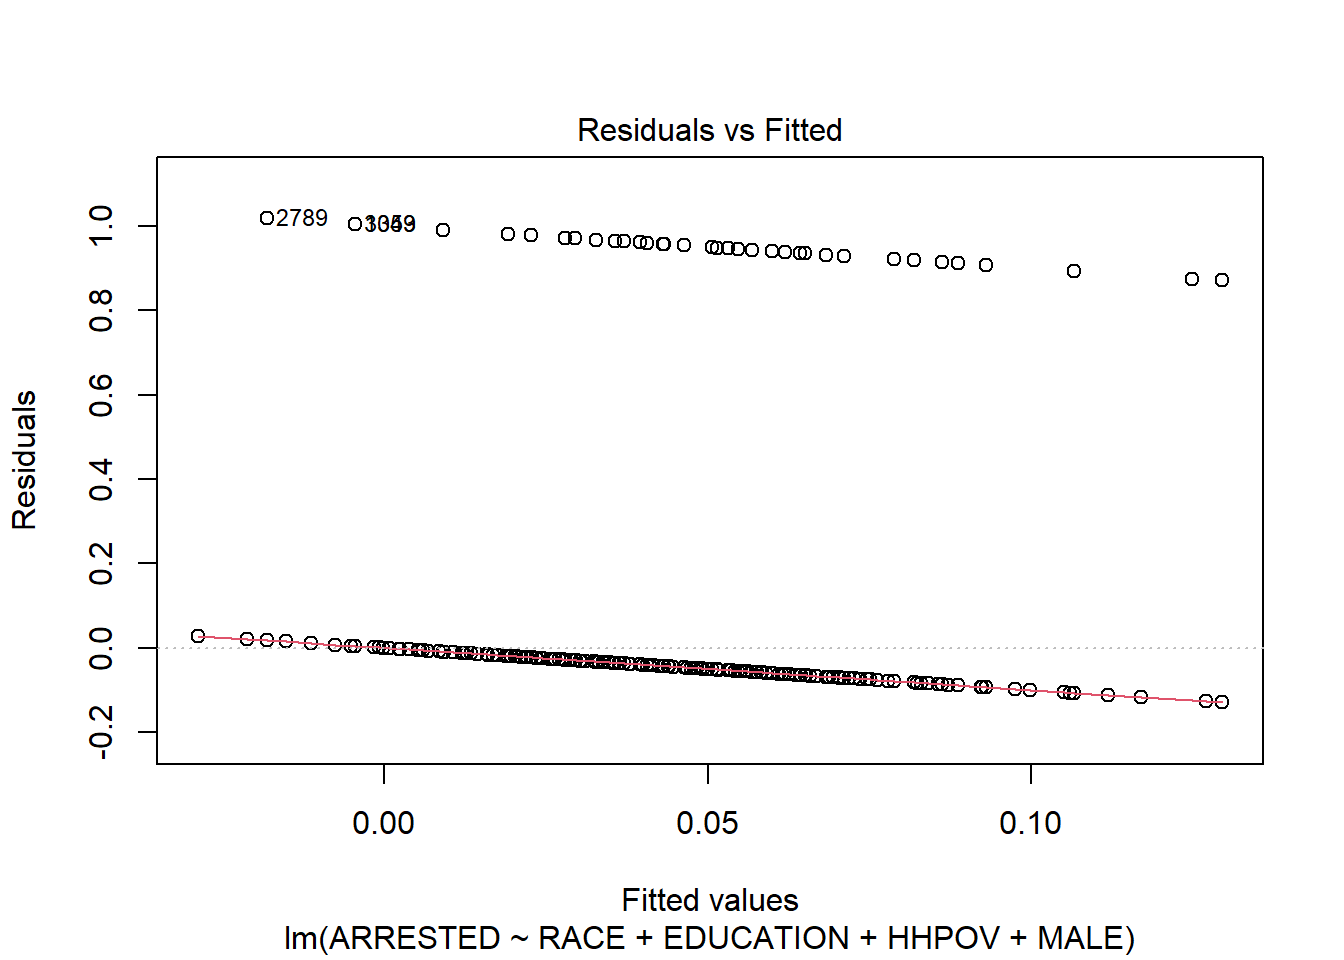 Residuals vs Fitted
Residuals
1.0
0.8
0.6
0.4
0.2
0.0
-0.2
2789
0.00
0.05
0.10
Fitted values
lm(ARRESTED ~ RACE + EDUCATION + HHPOV + MALE)